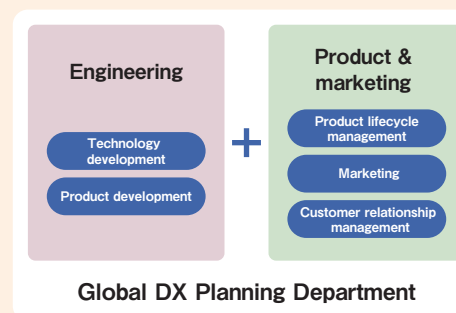 Engineering
Technology
development
Product development
+
Product &
marketing
Product lifecycle
management
Marketing
Customer relationship
management
Global DX Planning Department